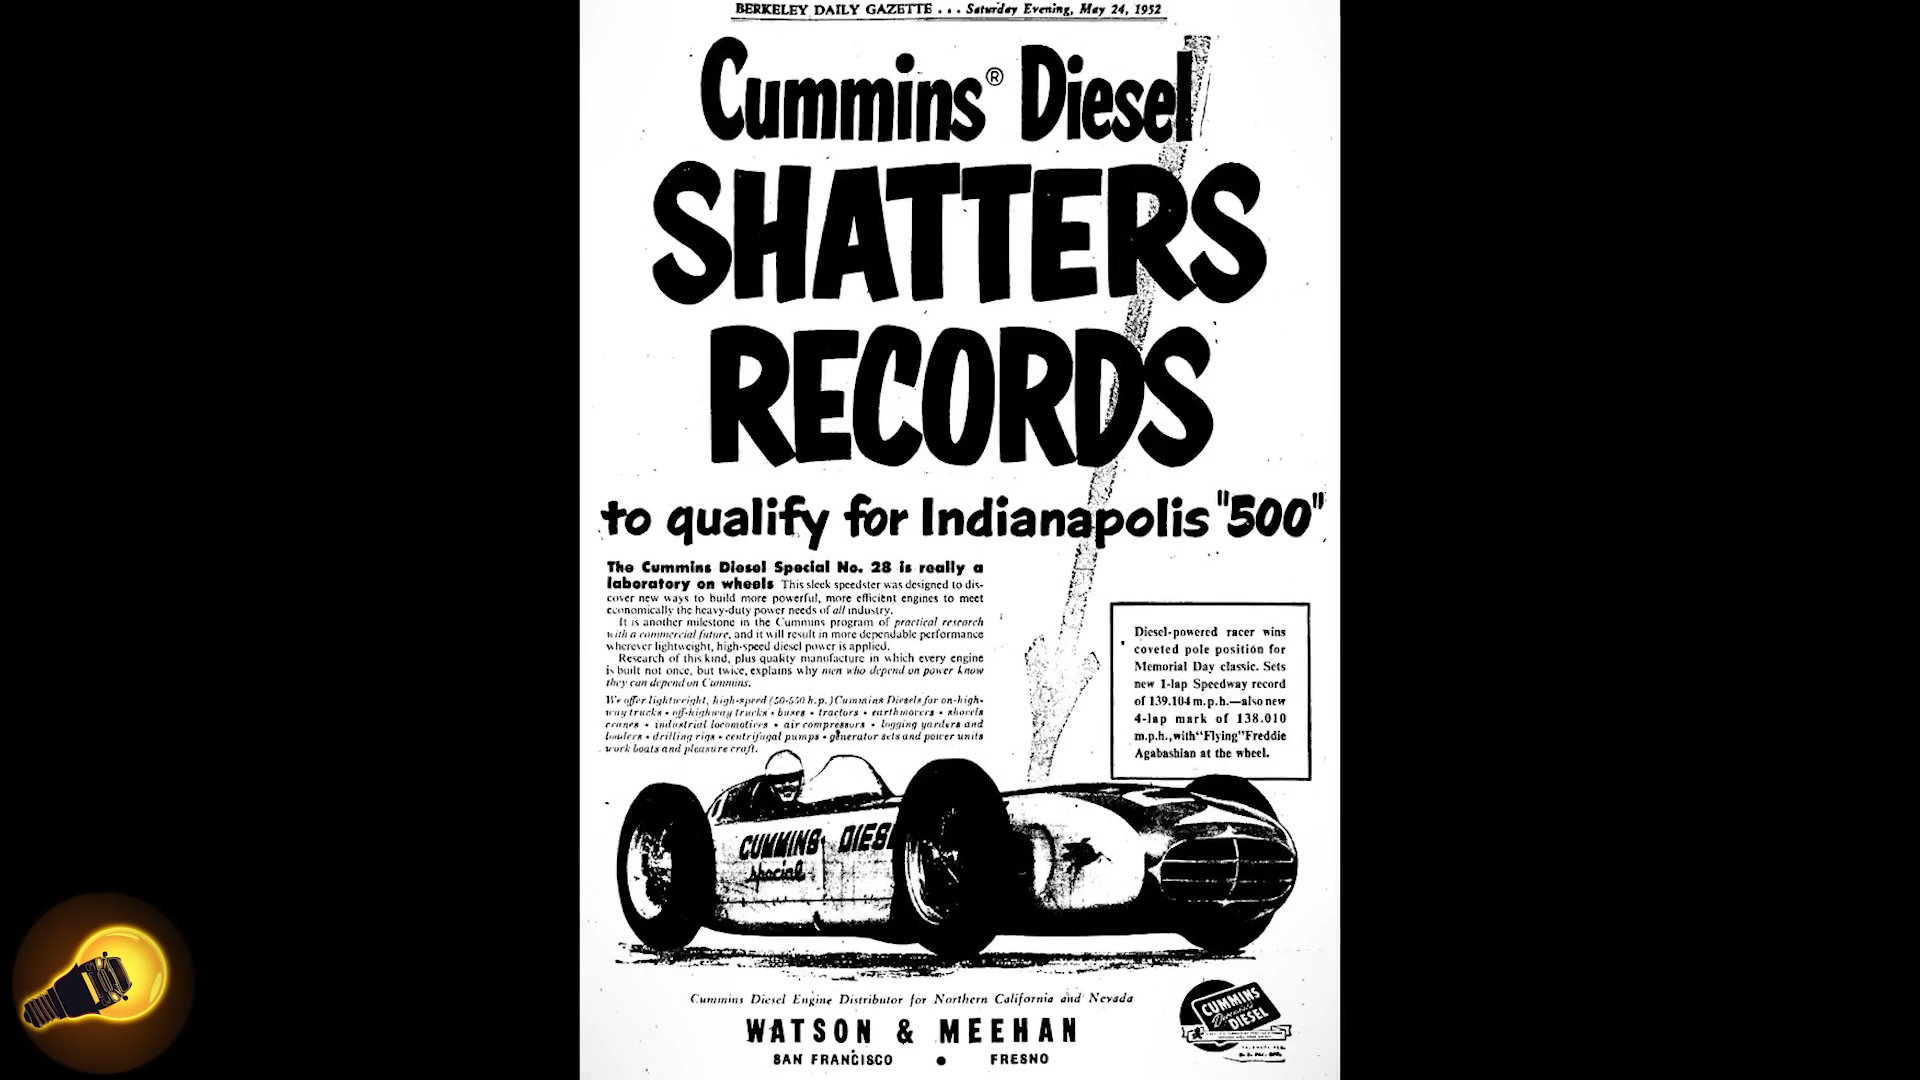 BERKELEY DAILY GAZETTE . . . Saturday Evening, May 24, 1952
Cummins® Diesel
SHATTERS
RECORDS
to qualify for Indianapolis "500"
The Cummins Diesel Special No. 28 is really a
laboratory on wheels This sleek speedster was designed to dis-
cover new ways to build more powerful, more efficient engines to meet
economically the heavy-duty power needs of all industry.
It is another milestone in the Cummins program of practical research
with a commercial future, and it will result in more dependable performance
wherever lightweight, high-speed diesel power is applied.
Research of this kind, plus quality manufacture in which every engine
is built not once, but twice, explains why men who depend on power know
they can depend on Cummins.
We offer lightweight, high-speed (50-550 h.p.) Cummins Diesels for on-high-
way trucks • off-highway trucks • buses • tractors • earthmovers • shovels
cranes • industrial locomotives • air compressors • logging yarders and
loaders • drilling rigs • centrifugal pumps • generator sets and power units
work boats and pleasure craft.
Diesel-powered racer wins
coveted pole position for
Memorial Day classic. Sets
new 1-lap Speedway record
of 139.104 m.p.h.—also new
4-lap mark of 138.010
m.p.h., with "Flying" Freddie
Agabashian at the wheel.
CUMMINS DIESE
special
Cummins Diesel Engine Distributor for Northern California and Nevada
WATSON & MEEHAN
SAN FRANCISCO • FRESNO
CUMMINS
DIESEL